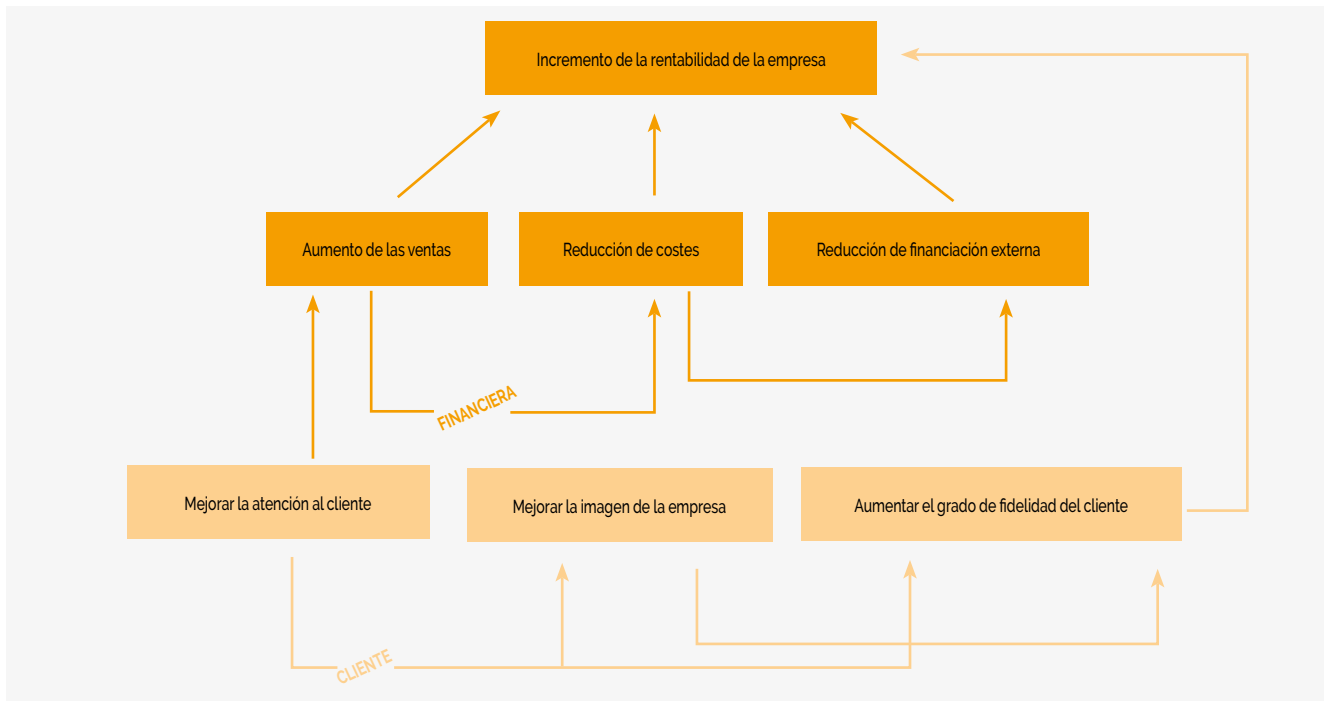 Incremento de la rentabilidad de la empresa
Aumento de las ventas
Reducción de costes
Reducción de financiación externa
FINANCIERA
Mejorar la atención al cliente
Mejorar la imagen de la empresa
Aumentar el grado de fidelidad del cliente
CLIENTE